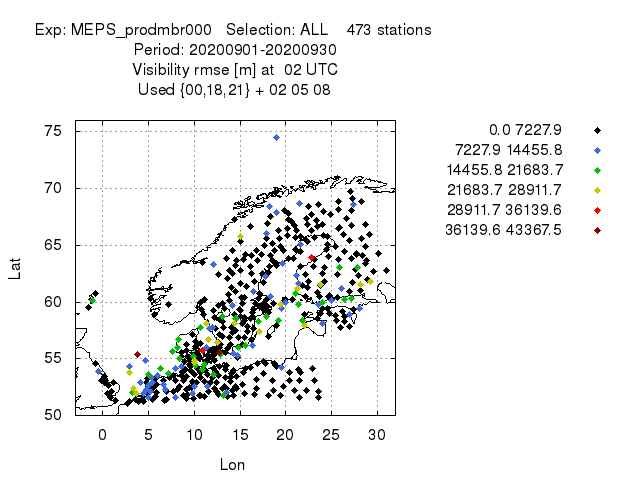 Exp: MEPS_prodmbr000   Selection: ALL    473 stations
Period: 20200901-20200930
Visibility rmse [m] at  02 UTC
Used {00,18,21} + 02 05 08
0.0 7227.9
7227.9 14455.8
14455.8 21683.7
21683.7 28911.7
28911.7 36139.6
36139.6 43367.5
75
70
65
60
55
50
Lat
0 5 10 15 20 25 30
Lon